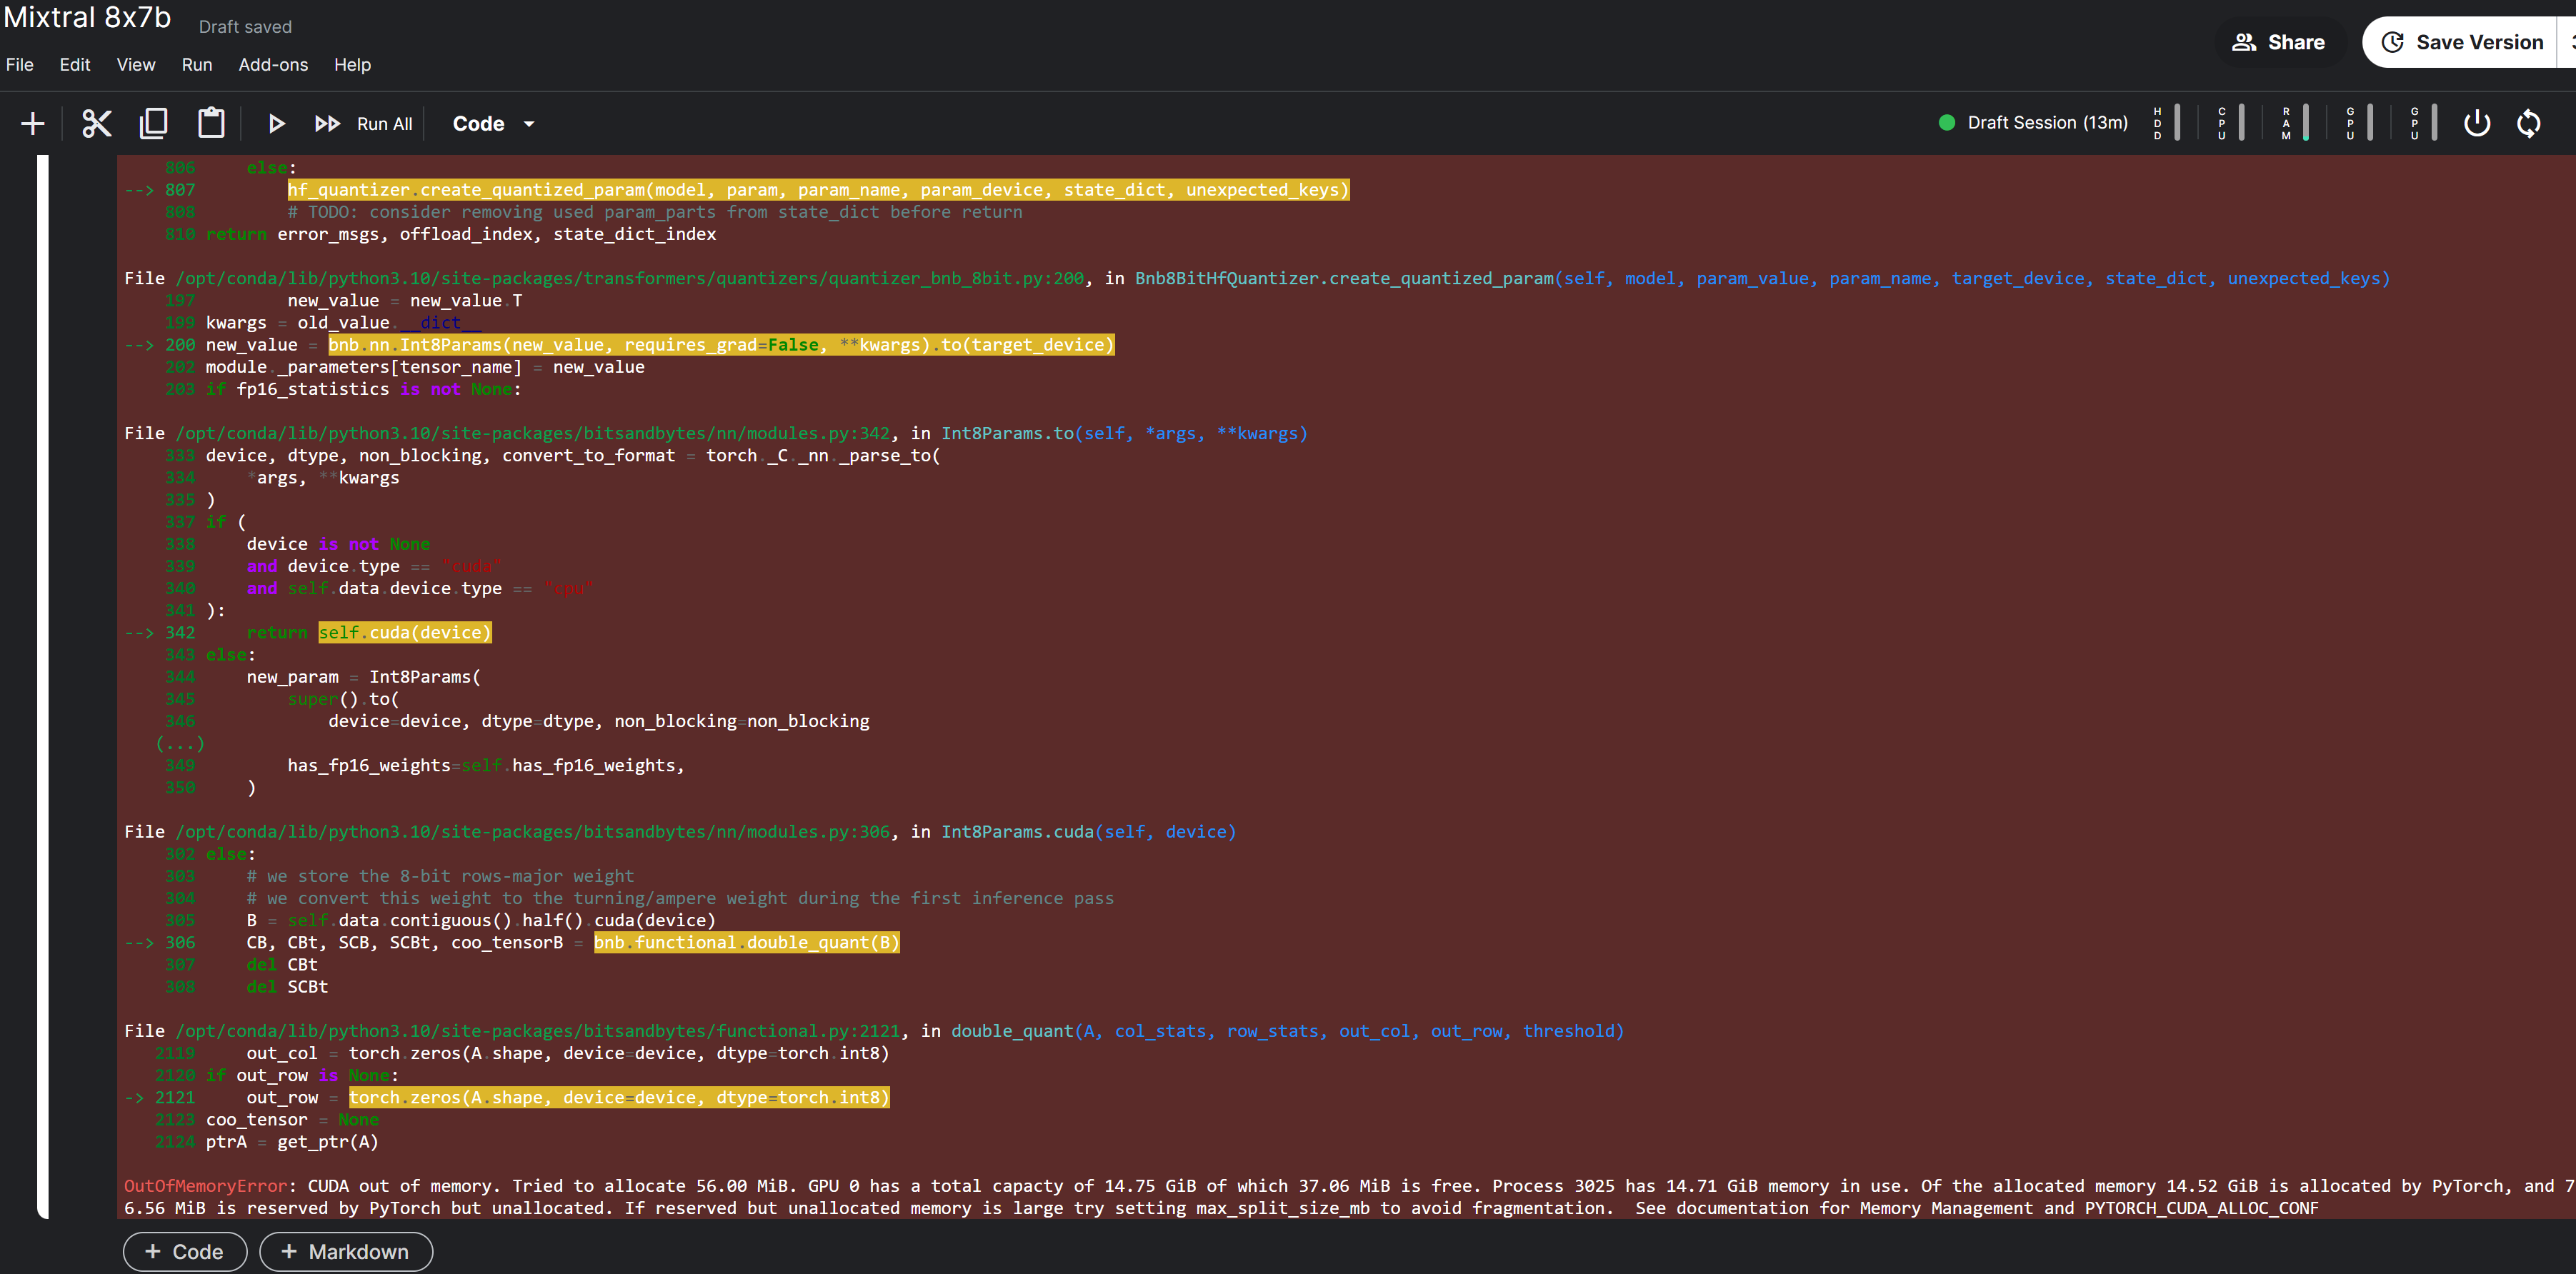 Mixtral 8x7b Draft saved
File Edit View Run Add-ons Help
Share Save Version
Run All Code Draft Session (13m) HDD CPU RAM GPU GPU
806 else:
--> 807 hf_quantizer.create_quantized_param(model, param, param_name, param_device, state_dict, unexpected_keys)
808 # TODO: consider removing used param_parts from state_dict before return
810 return error_msgs, offload_index, state_dict_index
File /opt/conda/lib/python3.10/site-packages/transformers/quantizers/quantizer_bnb_8bit.py:200, in Bnb8BitHfQuantizer.create_quantized_param(self, model, param_value, param_name, target_device, state_dict, unexpected_keys)
197 new_value = new_value.T
199 kwargs = old_value.__dict__
--> 200 new_value = bnb.nn.Int8Params(new_value, requires_grad=False, **kwargs).to(target_device)
202 module._parameters[tensor_name] = new_value
203 if fp16_statistics is not None:
File /opt/conda/lib/python3.10/site-packages/bitsandbytes/nn/modules.py:342, in Int8Params.to(self, *args, **kwargs)
333 device, dtype, non_blocking, convert_to_format = torch._C._nn._parse_to(
334 *args, **kwargs
335 )
337 if (
338 device is not None
339 and device.type == "cuda"
340 and self.data.device.type == "cpu"
341 ):
--> 342 return self.cuda(device)
343 else:
344 new_param = Int8Params(
345 super().to(
346 device=device, dtype=dtype, non_blocking=non_blocking
(...)
349 has_fp16_weights=self.has_fp16_weights,
350 )
File /opt/conda/lib/python3.10/site-packages/bitsandbytes/nn/modules.py:306, in Int8Params.cuda(self, device)
302 else:
303 # we store the 8-bit rows-major weight
304 # we convert this weight to the turning/ampere weight during the first inference pass
305 B = self.data.contiguous().half().cuda(device)
--> 306 CB, CBt, SCB, SCBt, coo_tensorB = bnb.functional.double_quant(B)
307 del CBt
308 del SCBt
File /opt/conda/lib/python3.10/site-packages/bitsandbytes/functional.py:2121, in double_quant(A, col_stats, row_stats, out_col, out_row, threshold)
2119 out_col = torch.zeros(A.shape, device=device, dtype=torch.int8)
2120 if out_row is None:
-> 2121 out_row = torch.zeros(A.shape, device=device, dtype=torch.int8)
2123 coo_tensor = None
2124 ptrA = get_ptr(A)
OutOfMemoryError: CUDA out of memory. Tried to allocate 56.00 MiB. GPU 0 has a total capacty of 14.75 GiB of which 37.06 MiB is free. Process 3025 has 14.71 GiB memory in use. Of the allocated memory 14.52 GiB is allocated by PyTorch, and 7
6.56 MiB is reserved by PyTorch but unallocated. If reserved but unallocated memory is large try setting max_split_size_mb to avoid fragmentation. See documentation for Memory Management and PYTORCH_CUDA_ALLOC_CONF
+ Code + Markdown